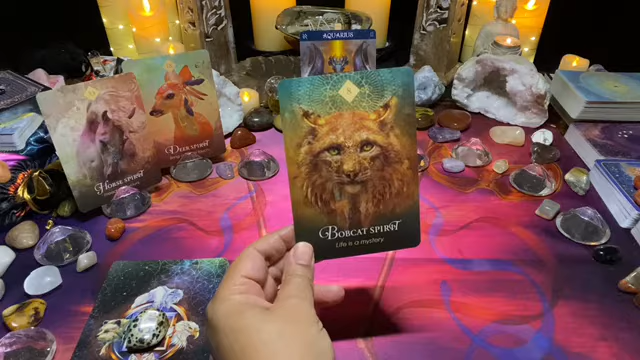 AQUARIUS
DEER SPIRIT
HORSE SPIRIT
BOBCAT SPIRIT
Life is a mystery.